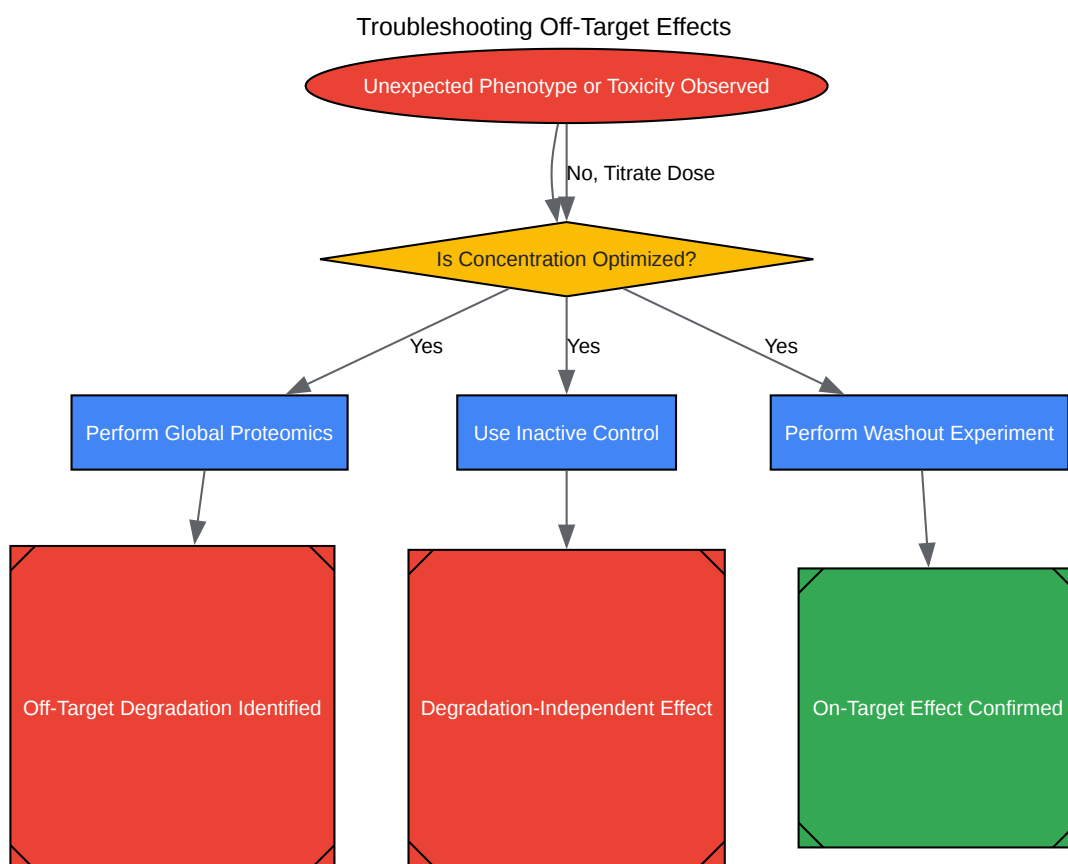 Troubleshooting Off-Target Effects
Unexpected Phenotype or Toxicity Observed
No, Titrate Dose
Is Concentration Optimized?
Yes
Yes
Yes
Perform Global Proteomics
Use Inactive Control
Perform Washout Experiment
Off-Target Degradation Identified
Degradation-Independent Effect
On-Target Effect Confirmed